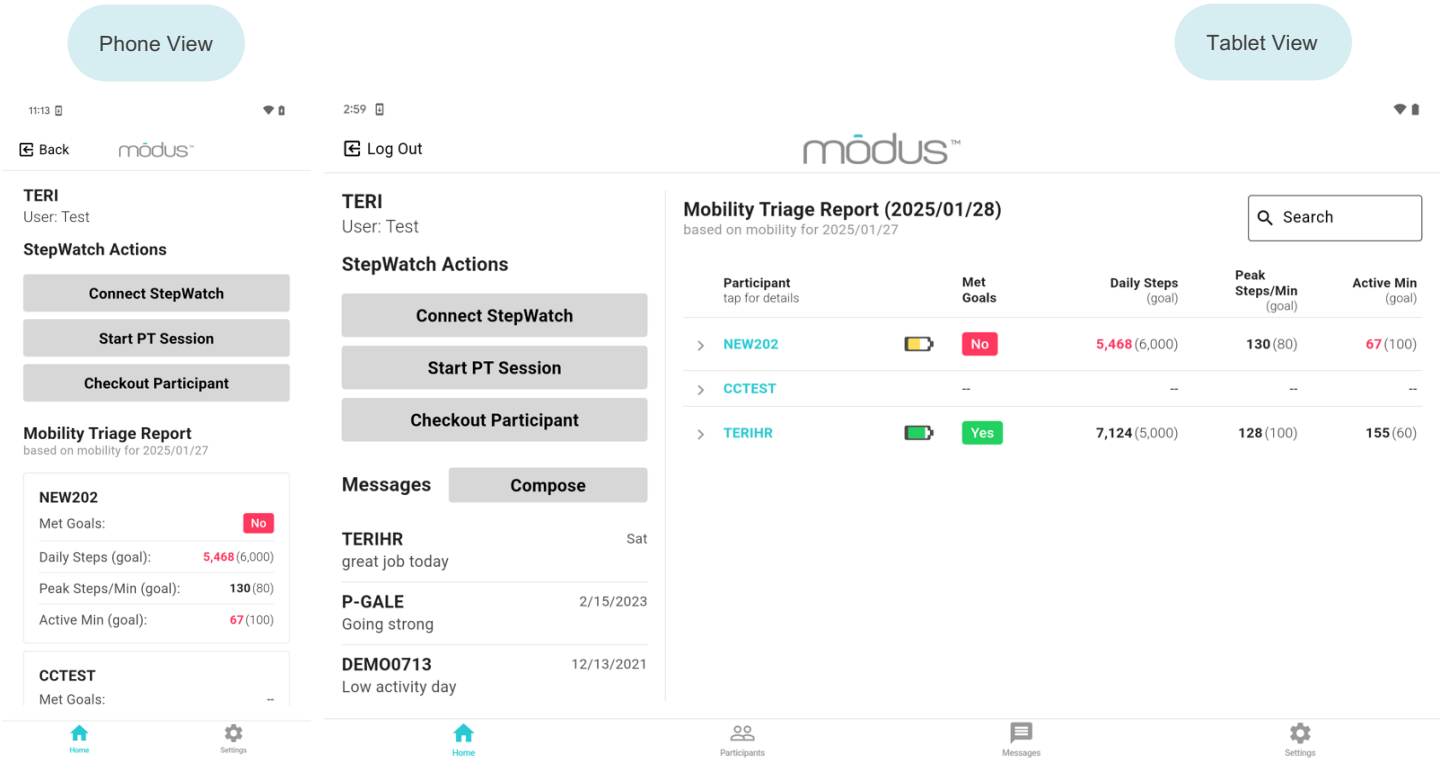 Phone View
11:13
Back
mōdus™
TERI
User: Test
StepWatch Actions
Connect StepWatch
Start PT Session
Checkout Participant
Mobility Triage Report
based on mobility for 2025/01/27
NEW202
Met Goals: No
Daily Steps (goal): 5,468 (6,000)
Peak Steps/Min (goal): 130 (80)
Active Min (goal): 67 (100)
CCTEST
Met Goals: --
Home Settings
Tablet View
2:59
Log Out
mōdus™
TERI
User: Test
StepWatch Actions
Connect StepWatch
Start PT Session
Checkout Participant
Messages Compose
TERIHR Sat
great job today
P-GALE 2/15/2023
Going strong
DEMO0713 12/13/2021
Low activity day
Mobility Triage Report (2025/01/28)
based on mobility for 2025/01/27
Search
Participant
tap for details
Met
Goals
Daily Steps
(goal)
Peak
Steps/Min
(goal)
Active Min
(goal)
NEW202 No 5,468 (6,000) 130 (80) 67 (100)
CCTEST -- -- -- --
TERIHR Yes 7,124 (5,000) 128 (100) 155 (60)
Home Participants Messages Settings